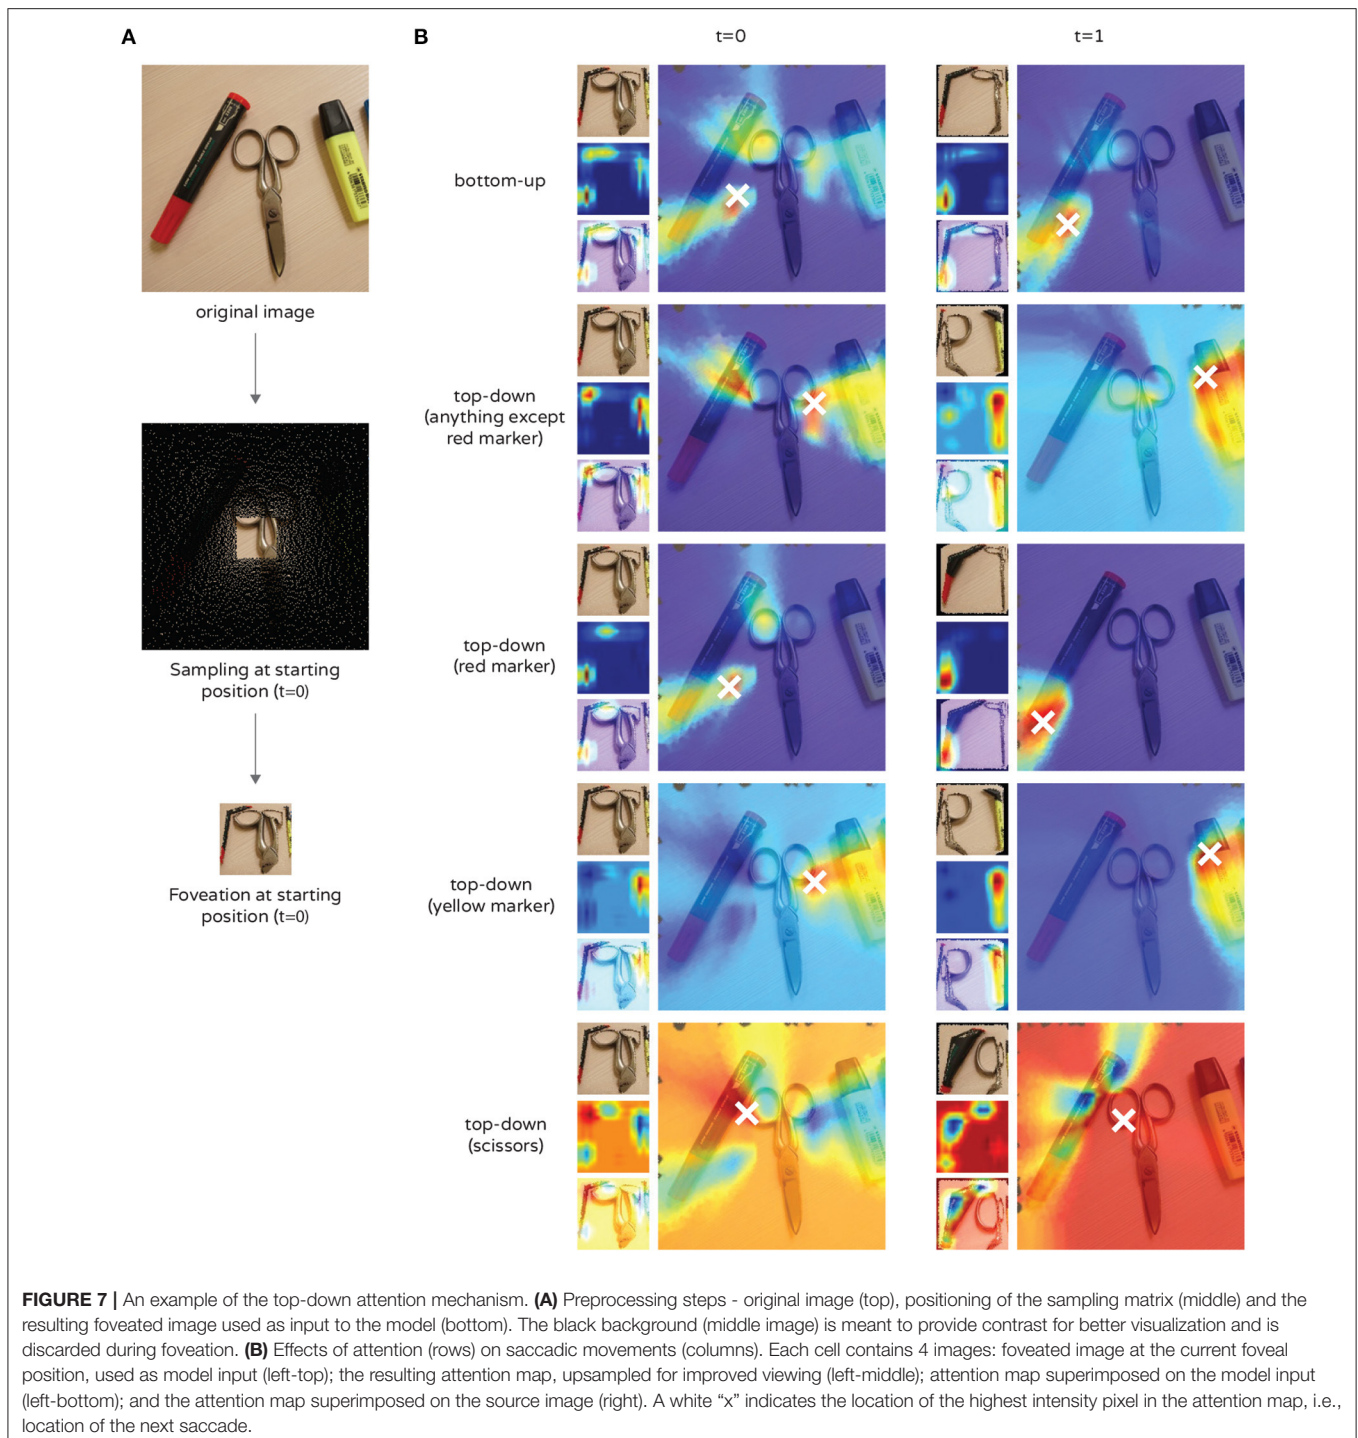 A
B
t=0
t=1
original image
Sampling at starting
position (t=0)
Foveation at starting
position (t=0)
bottom-up
top-down
(anything except
red marker)
top-down
(red marker)
top-down
(yellow marker)
top-down
(scissors)
FIGURE 7 | An example of the top-down attention mechanism. (A) Preprocessing steps - original image (top), positioning of the sampling matrix (middle) and the
resulting foveated image used as input to the model (bottom). The black background (middle image) is meant to provide contrast for better visualization and is
discarded during foveation. (B) Effects of attention (rows) on saccadic movements (columns). Each cell contains 4 images: foveated image at the current foveal
position, used as model input (left-top); the resulting attention map, upsampled for improved viewing (left-middle); attention map superimposed on the model input
(left-bottom); and the attention map superimposed on the source image (right). A white “x” indicates the location of the highest intensity pixel in the attention map, i.e.,
location of the next saccade.